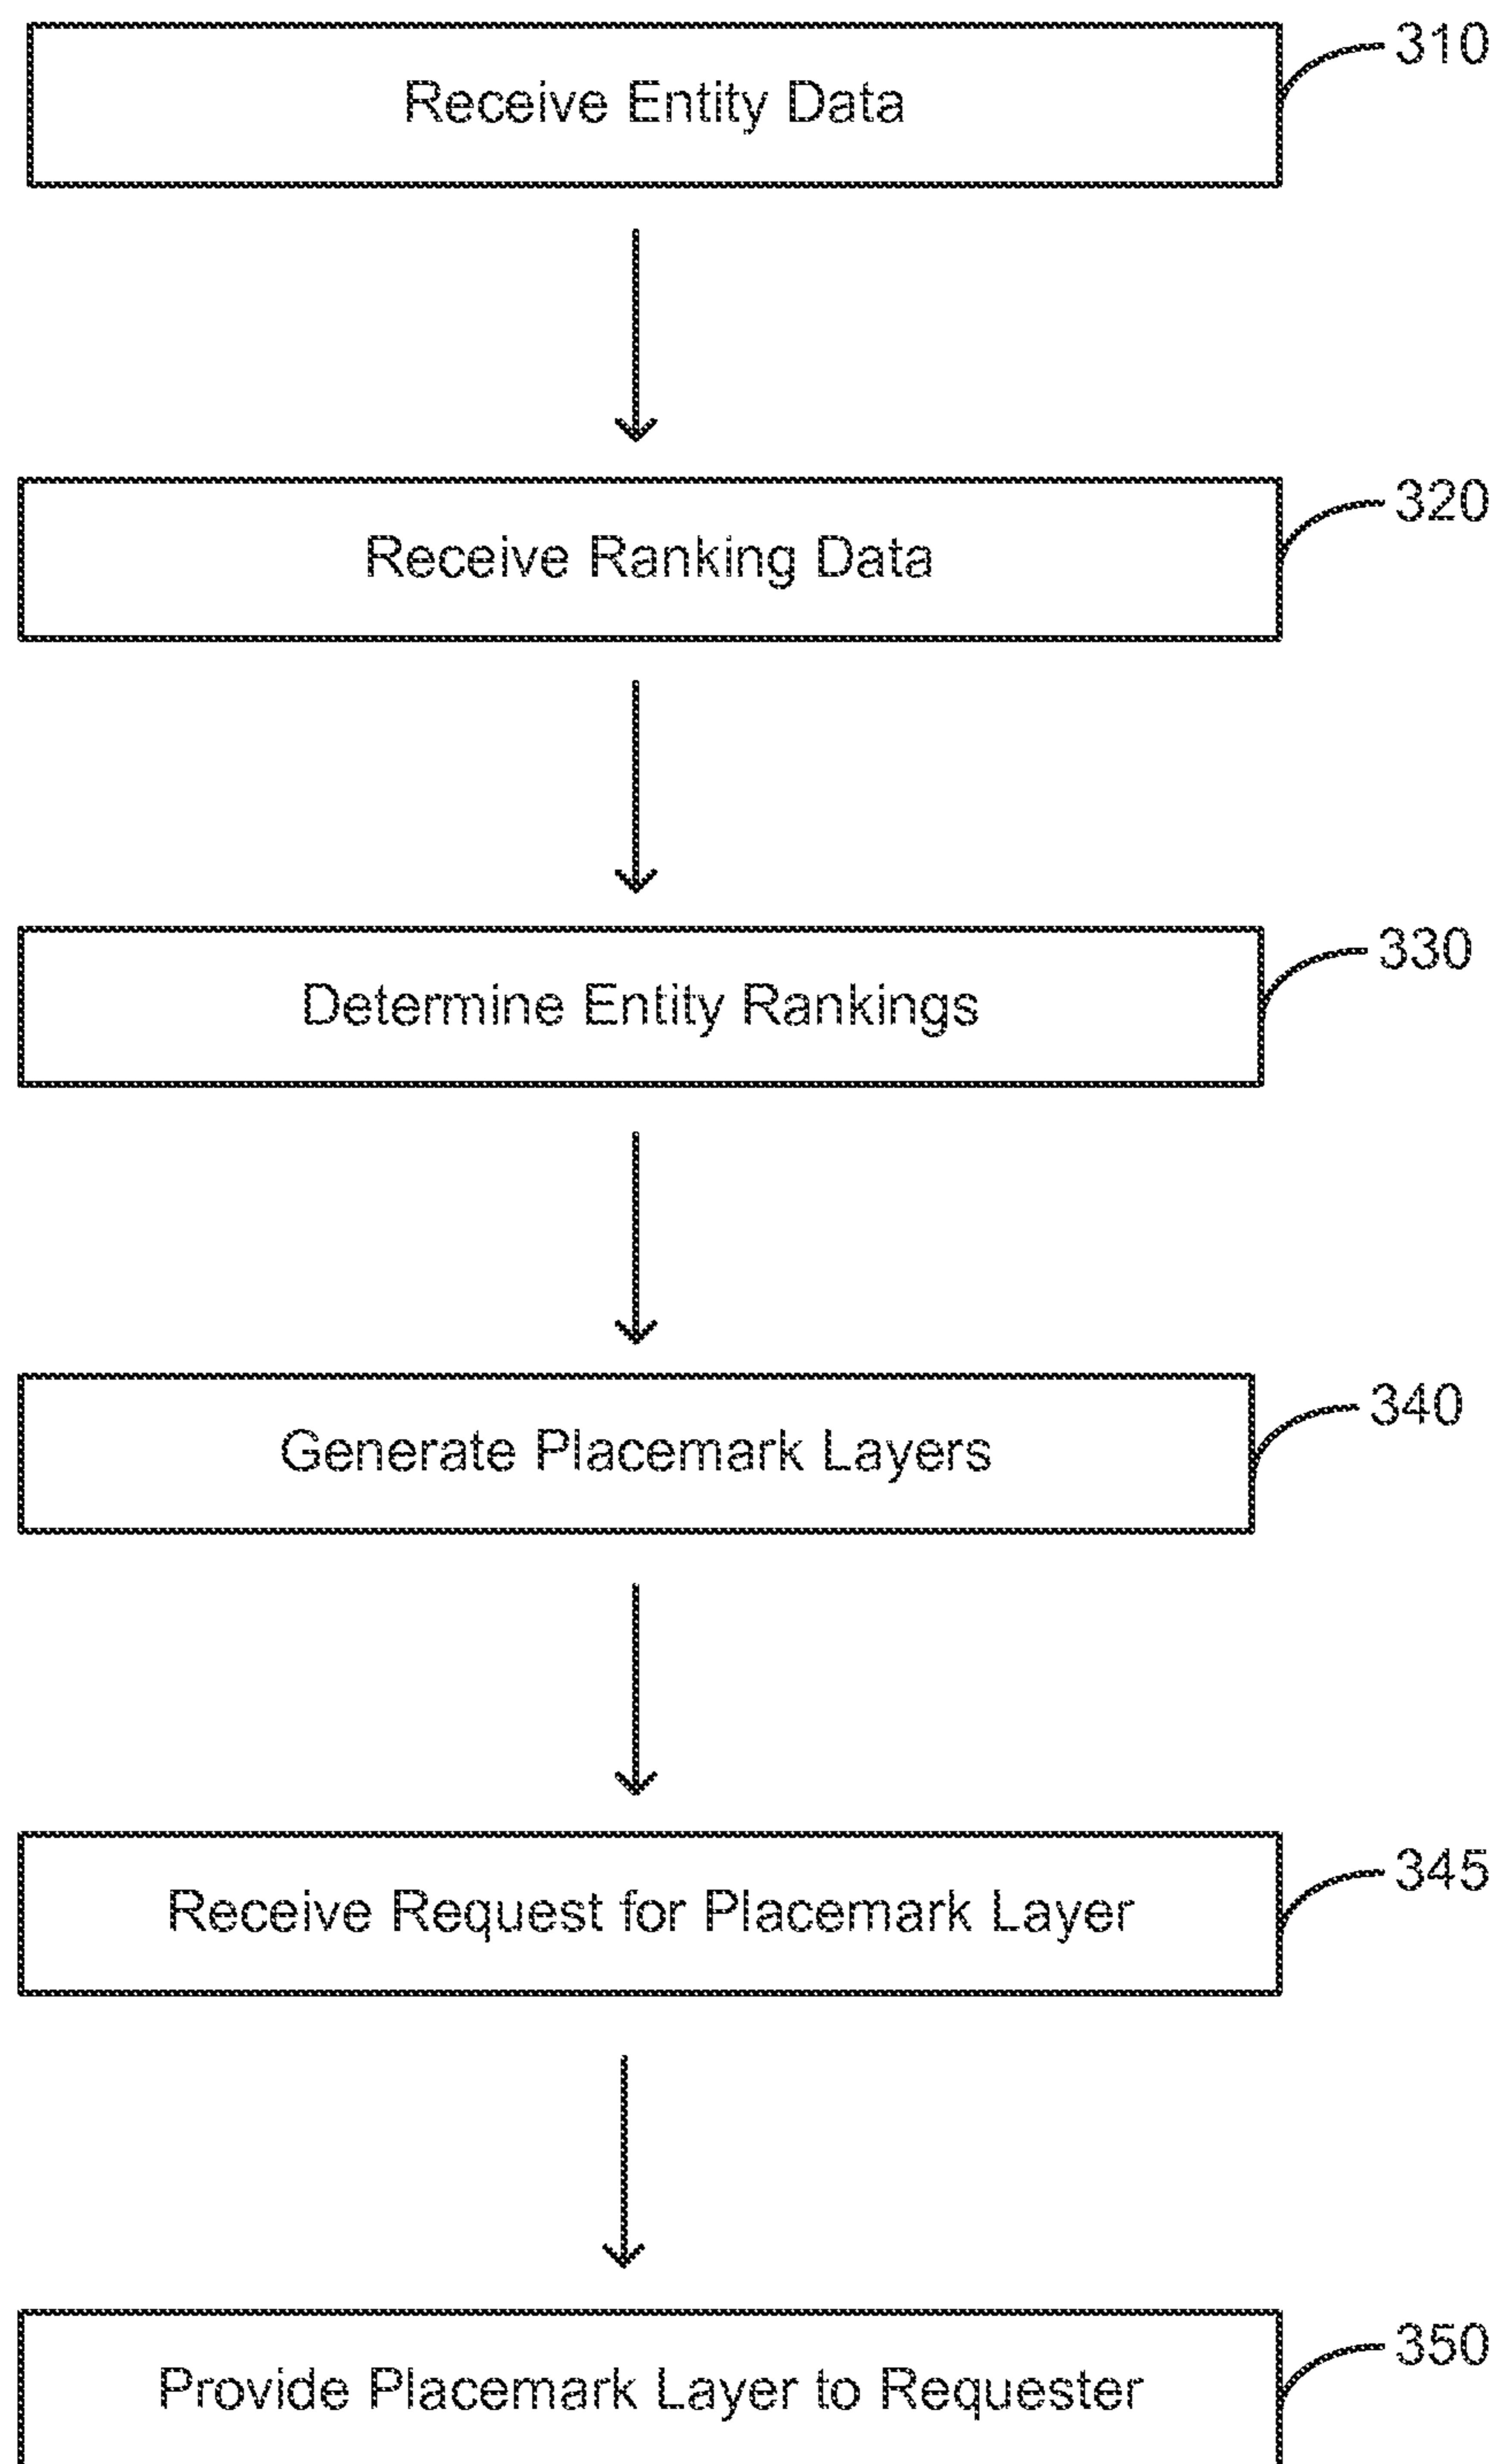 Receive Entity Data
310
Receive Ranking Data
320
Determine Entity Rankings
330
Generate Placemark Layers
340
Receive Request for Placemark Layer
345
Provide Placemark Layer to Requester
350